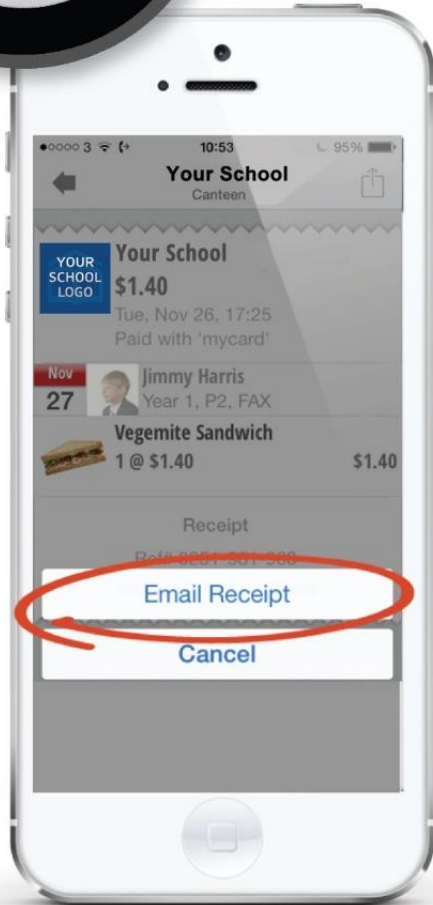 3 10:53 95%
Your School
Canteen
YOUR
SCHOOL
LOGO
Your School
$1.40
Tue, Nov 26, 17:25
Paid with 'mycard'
Nov
27
Jimmy Harris
Year 1, P2, FAX
Vegemite Sandwich
1 @ $1.40 $1.40
Receipt
Email Receipt
Cancel